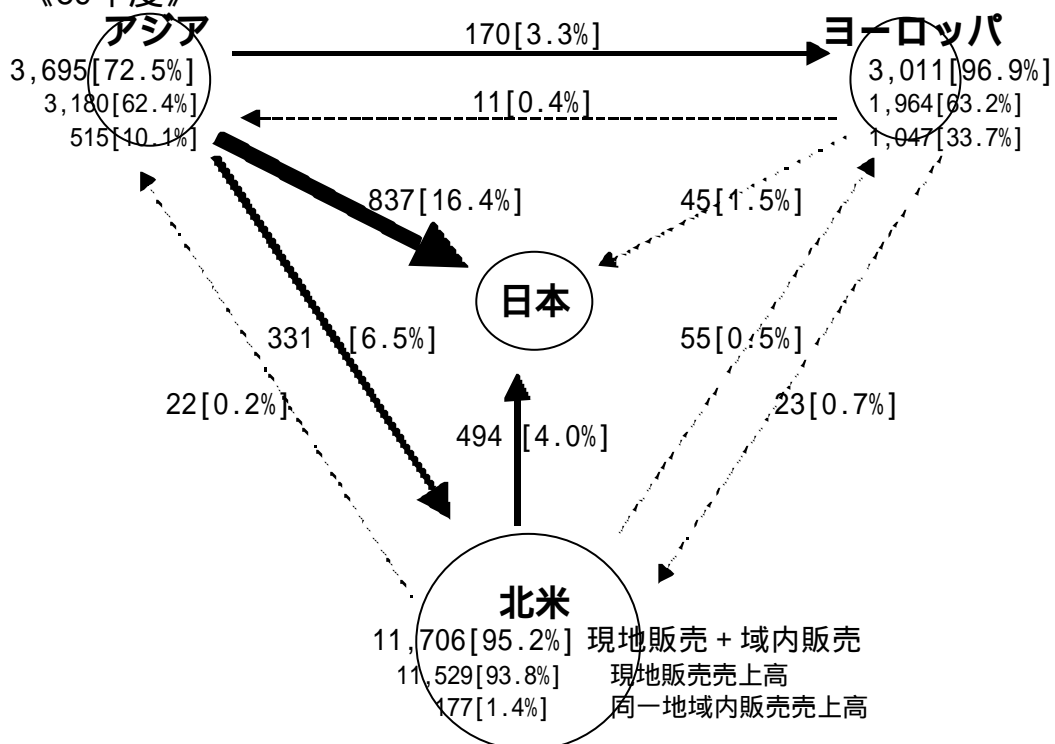 アジア
3,695[72.5%]
3,180[62.4%]
515[10.1%]
170[3.3%]
11[0.4%]
ヨーロッパ
3,011[96.9%]
1,964[63.2%]
1,047[33.7%]
837[16.4%]
45[1.5%]
日本
331 [6.5%]
55[0.5%]
22[0.2%]
23[0.7%]
494 [4.0%]
北米
11,706[95.2%] 現地販売+域内販売
11,529[93.8%] 現地販売売上高
177[1.4%] 同一地域内販売売上高